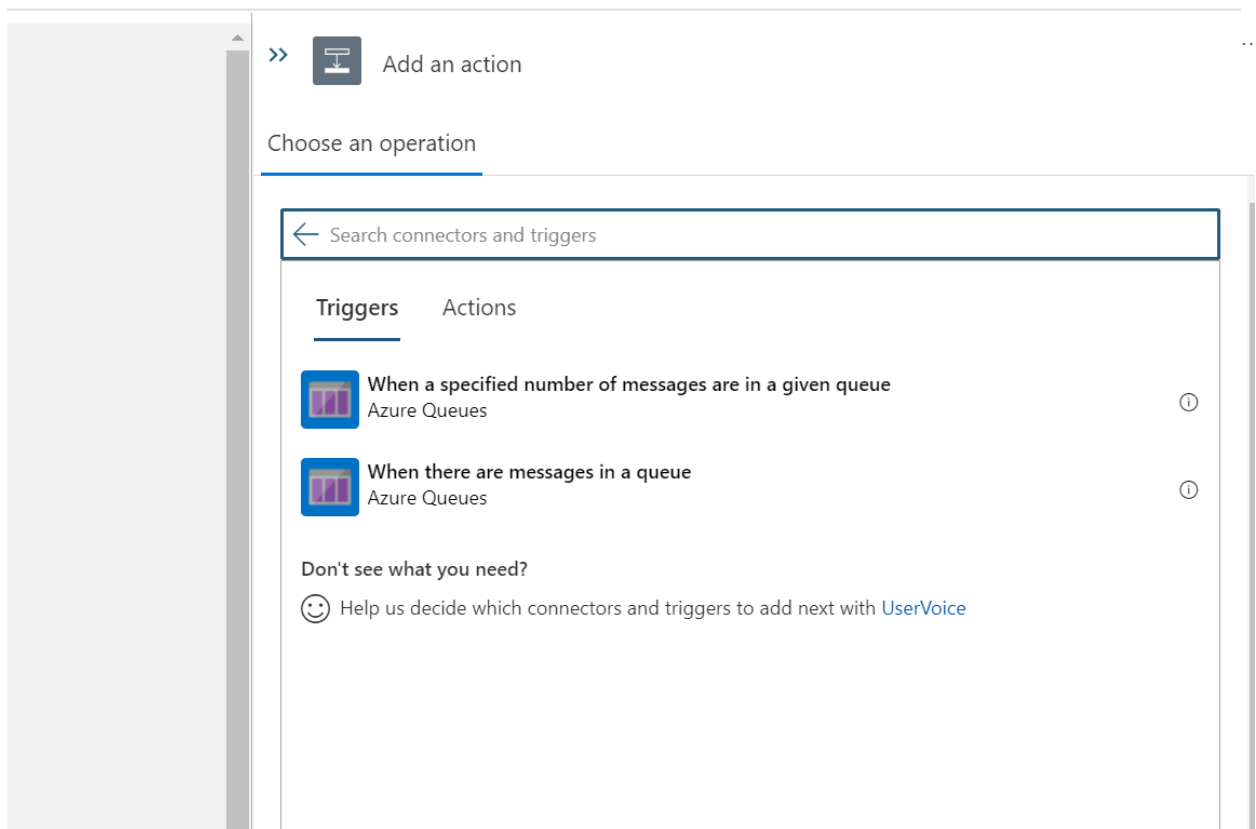 Add an action
Choose an operation
Search connectors and triggers
Triggers Actions
When a specified number of messages are in a given queue
Azure Queues
When there are messages in a queue
Azure Queues
Don't see what you need?
Help us decide which connectors and triggers to add next with UserVoice